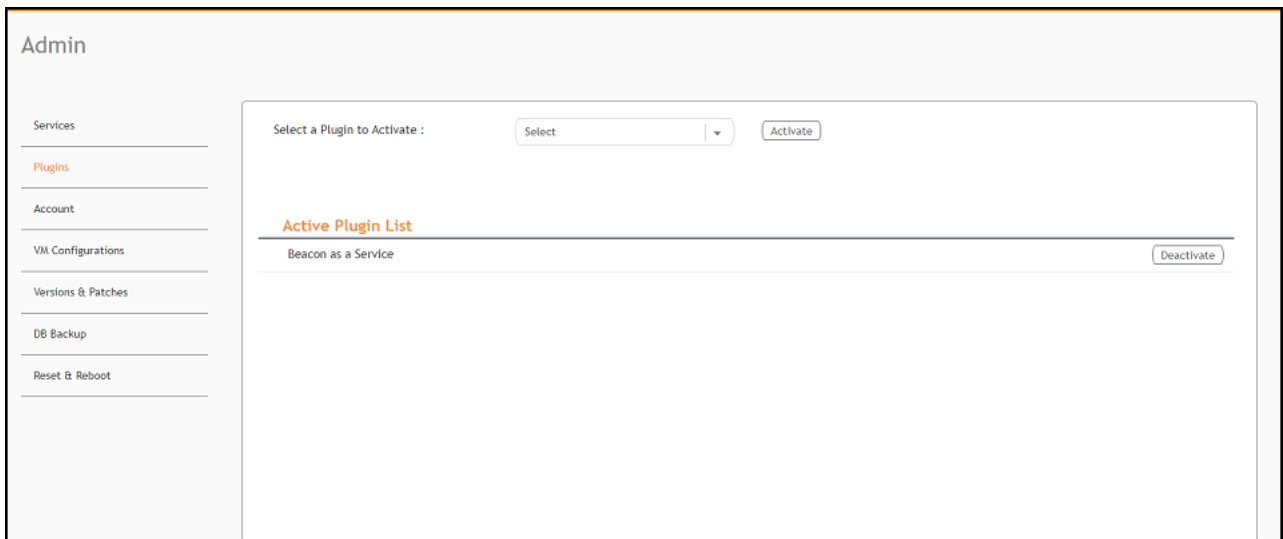 Admin
Services
Plugins
Account
VM Configurations
Versions & Patches
DB Backup
Reset & Reboot
Select a Plugin to Activate : Select Activate
Active Plugin List
Beacon as a Service Deactivate